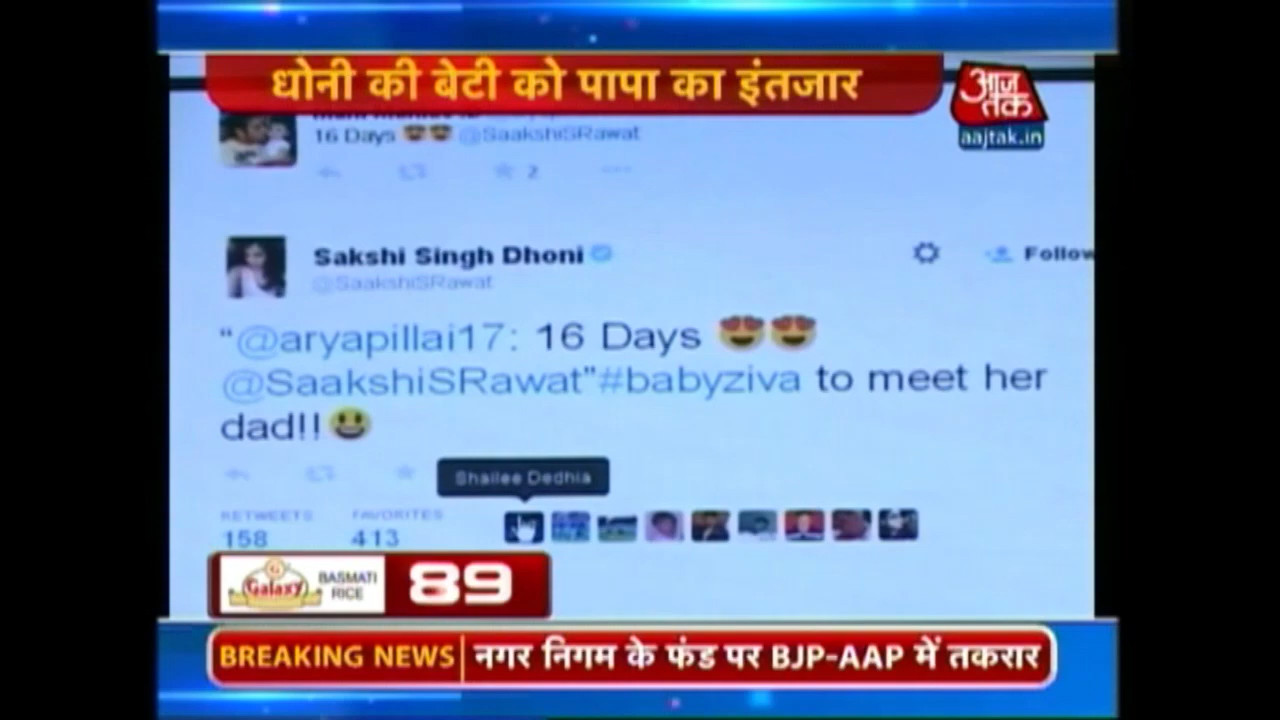 धोनी की बेटी को पापा का इंतजार
आज तक
aajtak.in
16 Days 😍😍 @SaakshiSRawat
2
Sakshi Singh Dhoni
@SaakshiSRawat
Follow
"@aryapillai17: 16 Days 😍😍
@SaakshiSRawat"#babyziva to meet her
dad!!😃
Shailee Dedhia
RETWEETS
FAVORITES
158
413
Galaxy
BASMATI
RICE
89
BREAKING NEWS नगर निगम के फंड पर BJP-AAP में तकरार